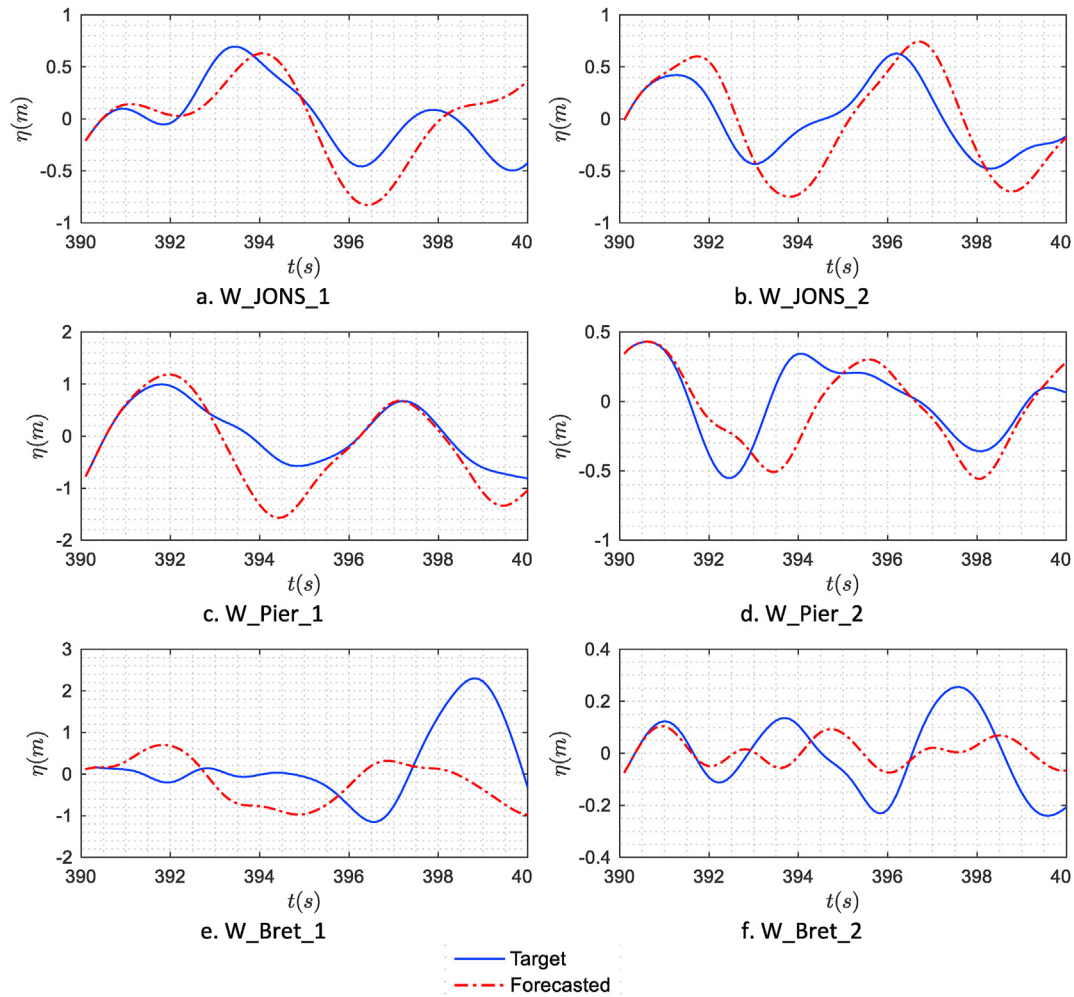 1
0.5
0
-0.5
-1
η(m)
390 392 394 396 398 40
t(s)
a. W_JONS_1
1
0.5
0
-0.5
-1
η(m)
390 392 394 396 398 40
t(s)
b. W_JONS_2
2
1
0
-1
-2
η(m)
390 392 394 396 398 40
t(s)
c. W_Pier_1
0.5
0
-0.5
-1
η(m)
390 392 394 396 398 40
t(s)
d. W_Pier_2
3
2
1
0
-1
-2
η(m)
390 392 394 396 398 40
t(s)
e. W_Bret_1
0.4
0.2
0
-0.2
-0.4
η(m)
390 392 394 396 398 40
t(s)
f. W_Bret_2
Target
Forecasted